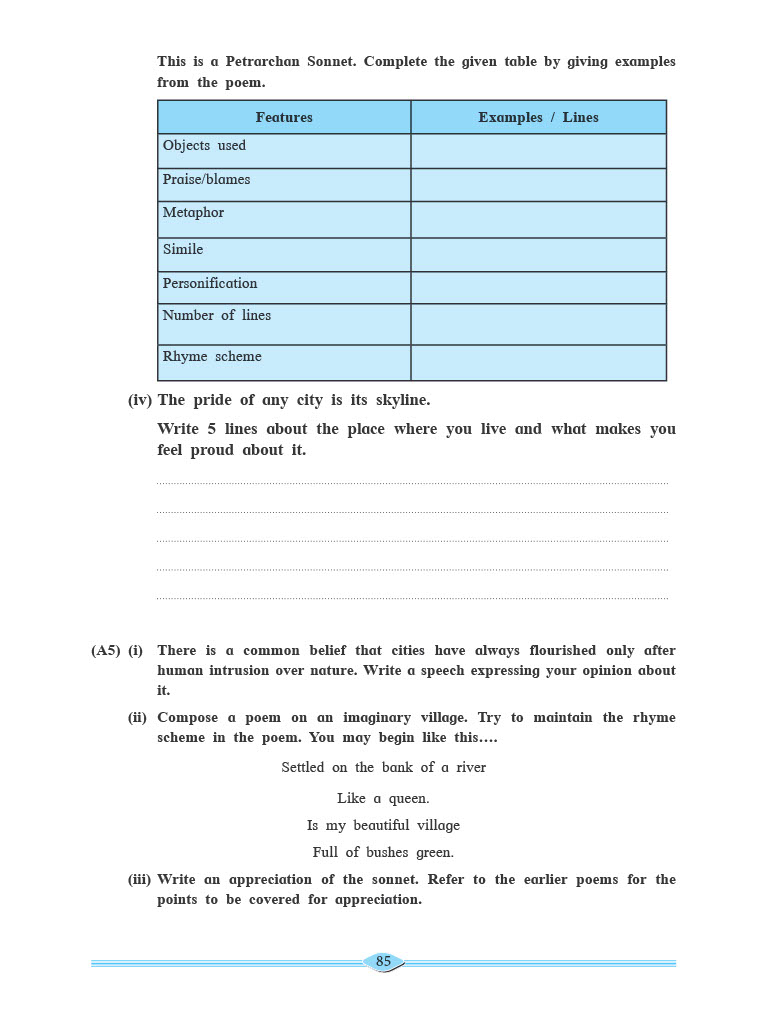 This is a Petrarchan Sonnet. Complete the given table by giving examples
from the poem.
Features Examples / Lines
Objects used
Praise/blames
Metaphor
Simile
Personification
Number of lines
Rhyme scheme
(iv) The pride of any city is its skyline.
Write 5 lines about the place where you live and what makes you
feel proud about it.
(A5) (i) There is a common belief that cities have always flourished only after
human intrusion over nature. Write a speech expressing your opinion about
it.
(ii) Compose a poem on an imaginary village. Try to maintain the rhyme
scheme in the poem. You may begin like this....
Settled on the bank of a river
Like a queen.
Is my beautiful village
Full of bushes green.
(iii) Write an appreciation of the sonnet. Refer to the earlier poems for the
points to be covered for appreciation.
85